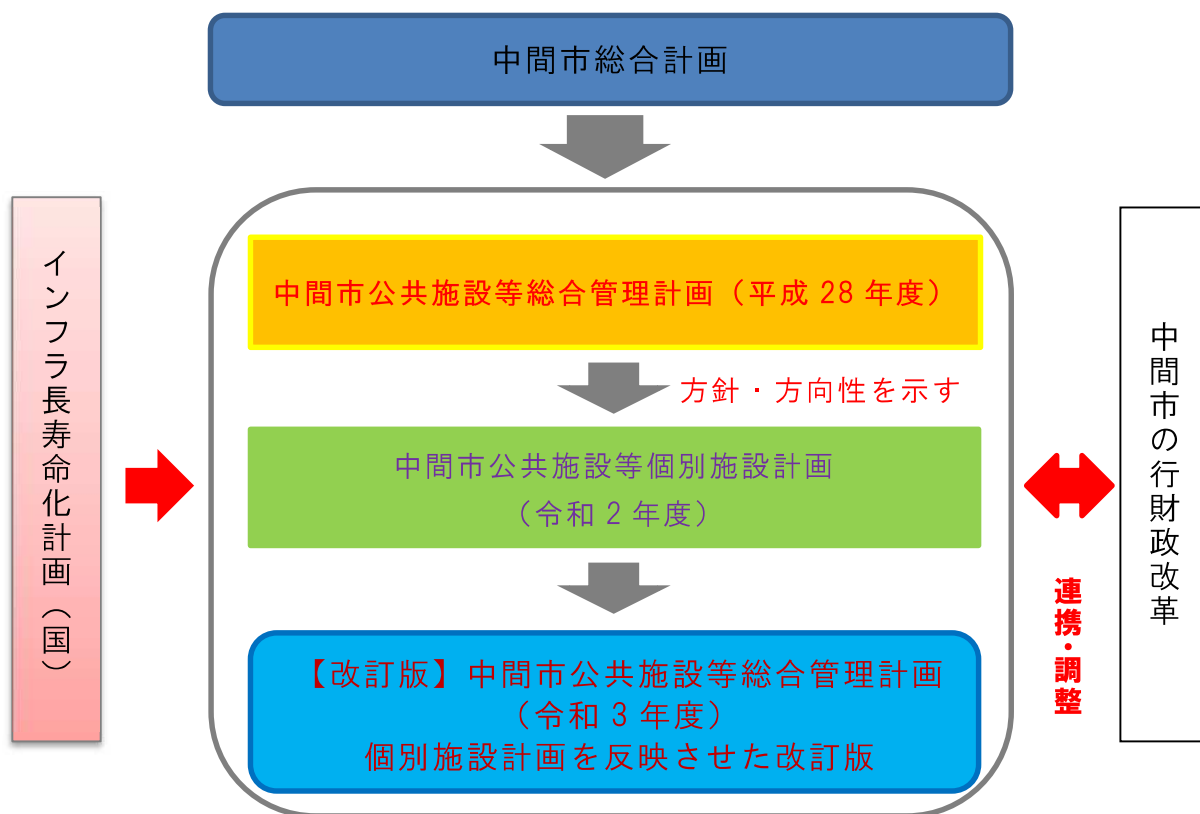 中間市総合計画
インフラ長寿命化計画（国）
中間市公共施設等総合管理計画（平成 28 年度）
方針・方向性を示す
中間市公共施設等個別施設計画
（令和 2 年度）
【改訂版】中間市公共施設等総合管理計画
（令和 3 年度）
個別施設計画を反映させた改訂版
連携・調整
中間市の行財政改革